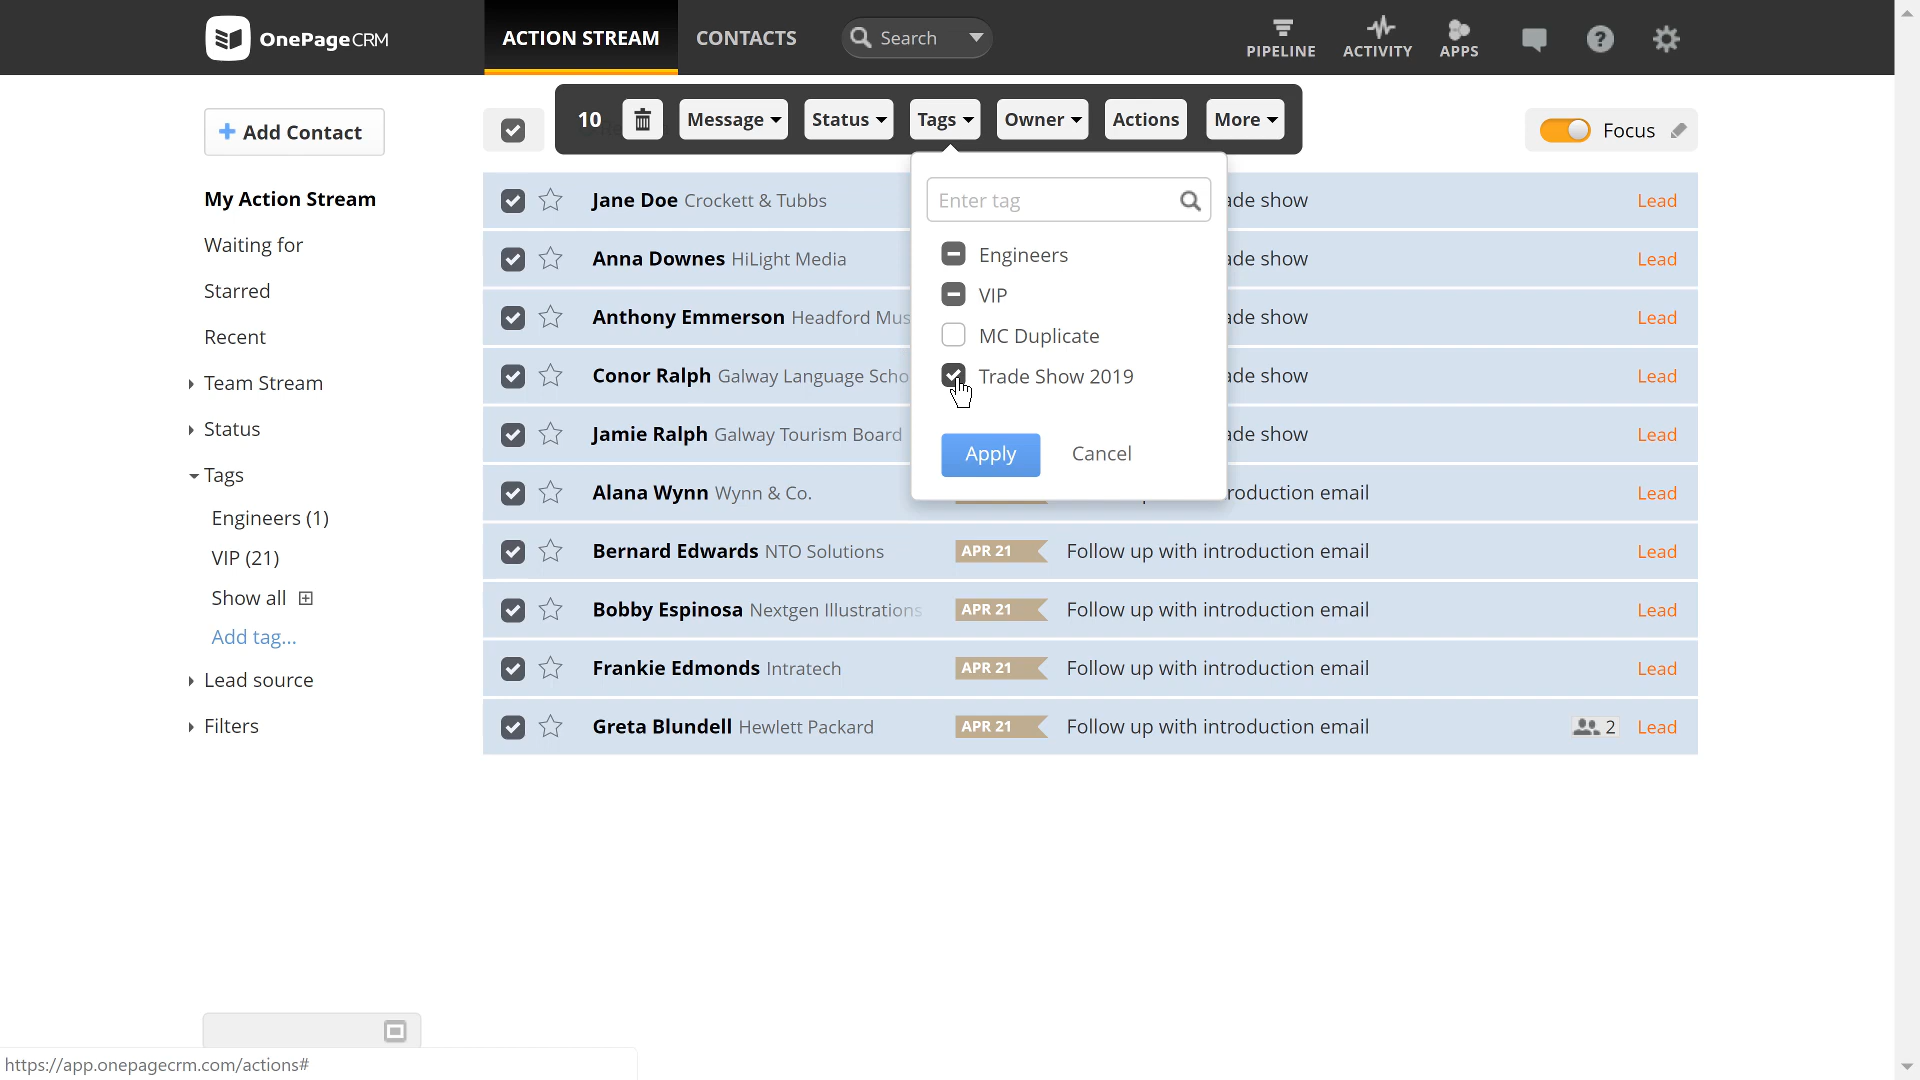 OnePageCRM
ACTION STREAM
CONTACTS
Search
PIPELINE
ACTIVITY
APPS
?
Add Contact
10
Message
Status
Tags
Owner
Actions
More
Focus
My Action Stream
Waiting for
Starred
Recent
Team Stream
Status
Tags
Engineers (1)
VIP (21)
Show all
Add tag...
Lead source
Filters
Enter tag
Engineers
VIP
MC Duplicate
Trade Show 2019
Apply
Cancel
Jane Doe Crockett & Tubbs ade show Lead
Anna Downes HiLight Media ade show Lead
Anthony Emmerson Headford Mus ade show Lead
Conor Ralph Galway Language Scho ade show Lead
Jamie Ralph Galway Tourism Board ade show Lead
Alana Wynn Wynn & Co. roduction email Lead
Bernard Edwards NTO Solutions APR 21 Follow up with introduction email Lead
Bobby Espinosa Nextgen Illustrations APR 21 Follow up with introduction email Lead
Frankie Edmonds Intratech APR 21 Follow up with introduction email Lead
Greta Blundell Hewlett Packard APR 21 Follow up with introduction email 2 Lead
https://app.onepagecrm.com/actions#